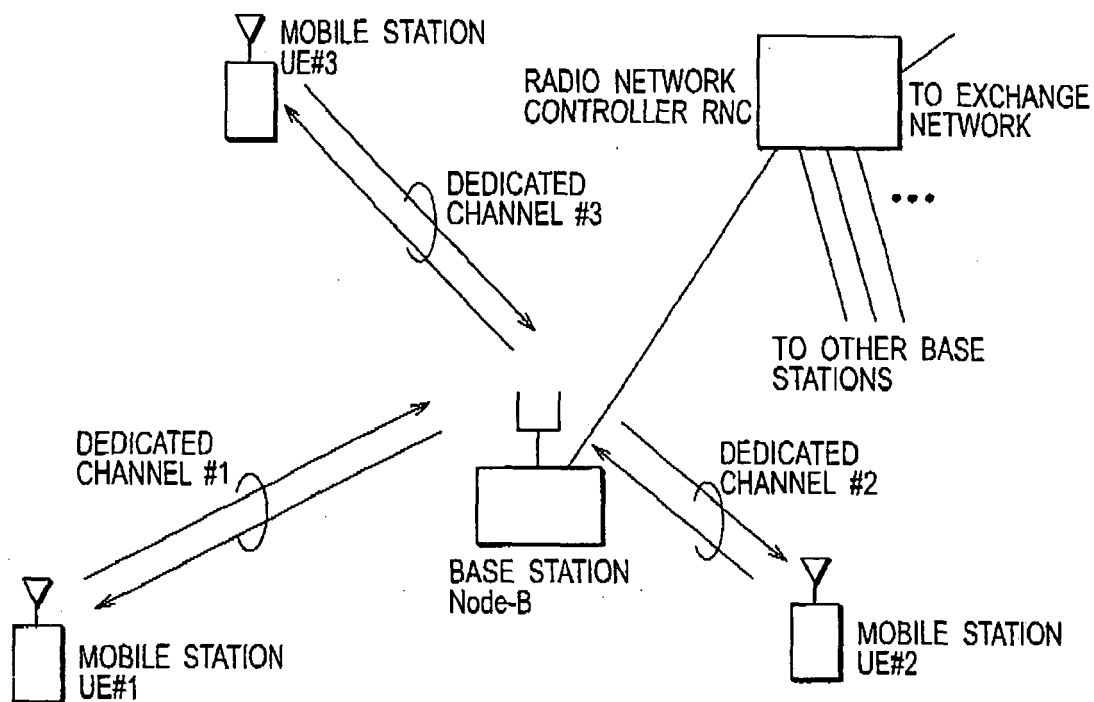 MOBILE STATION
UE#3
RADIO NETWORK
CONTROLLER RNC
TO EXCHANGE
NETWORK
DEDICATED
CHANNEL #3
TO OTHER BASE
STATIONS
DEDICATED
CHANNEL #1
DEDICATED
CHANNEL #2
BASE STATION
Node-B
MOBILE STATION
UE#1
MOBILE STATION
UE#2